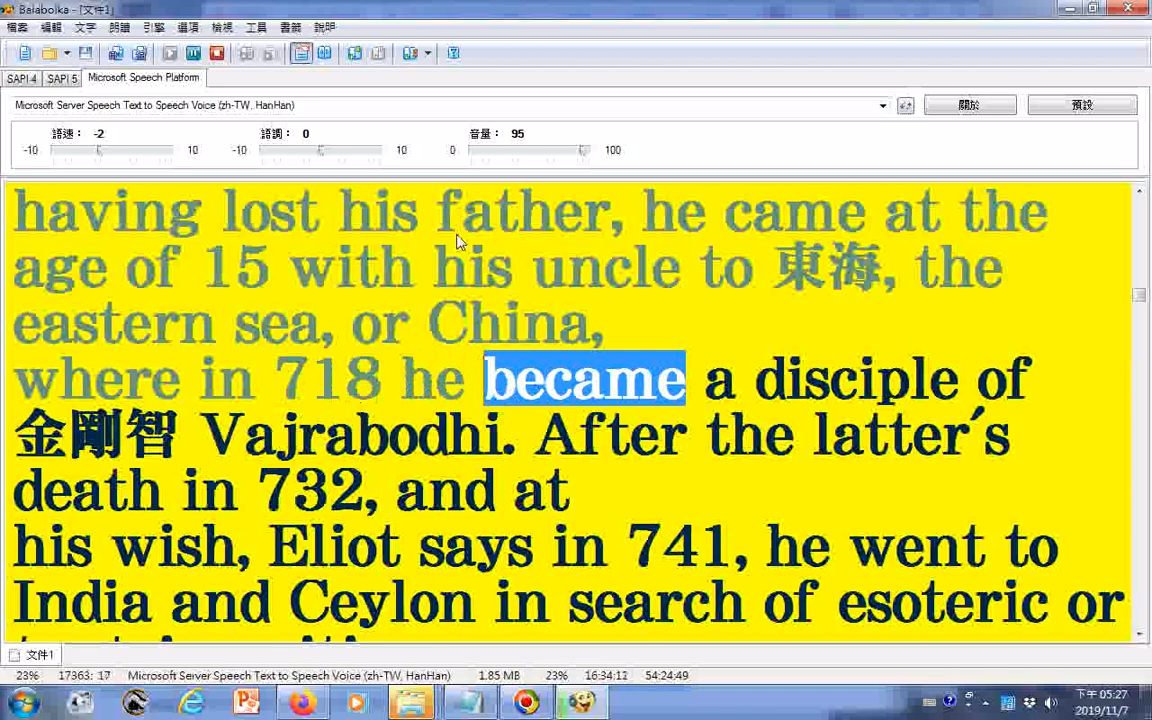 Balabolka - [文件1]
檔案 編輯 文字 朗讀 引擎 選項 檢視 工具 書籤 說明
SAPI 4 SAPI 5 Microsoft Speech Platform
Microsoft Server Speech Text to Speech Voice (zh-TW, HanHan) 關於 預設
語速： -2 語調： 0 音量： 95
-10 10 -10 10 0 100
having lost his father, he came at the
age of 15 with his uncle to 東海, the
eastern sea, or China,
where in 718 he became a disciple of
金剛智 Vajrabodhi. After the latter's
death in 732, and at
his wish, Eliot says in 741, he went to
India and Ceylon in search of esoteric or
文件1
23% 17363: 17 Microsoft Server Speech Text to Speech Voice (zh-TW, HanHan) 1.85 MB 23% 16:34:12 54:24:49
下午 05:27
2019/11/7